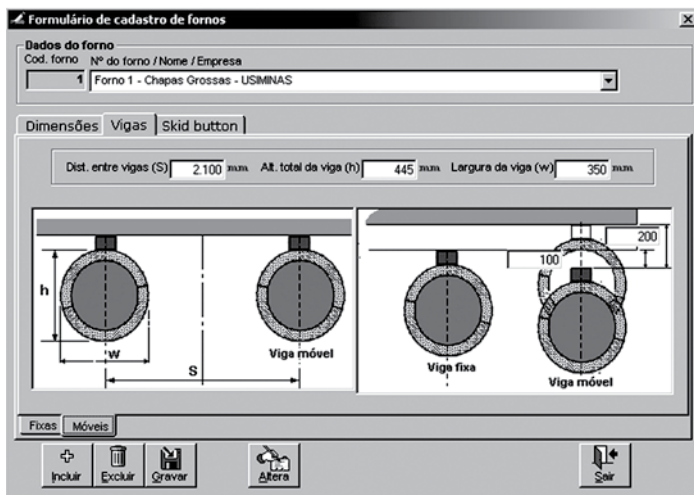 Formulário de cadastro de fornos
Dados do forno
Cod. forno Nº do forno / Nome / Empresa
1 Forno 1 - Chapas Grossas - USIMINAS
Dimensões Vigas Skid button
Dist. entre vigas (S) 2.100 mm Alt. total da viga (h) 445 mm Largura da viga (w) 350 mm
200
100
h
w
Viga móvel
S
Viga fixa
Viga móvel
Fixas Móveis
Incluir Excluir Gravar Altera Sair